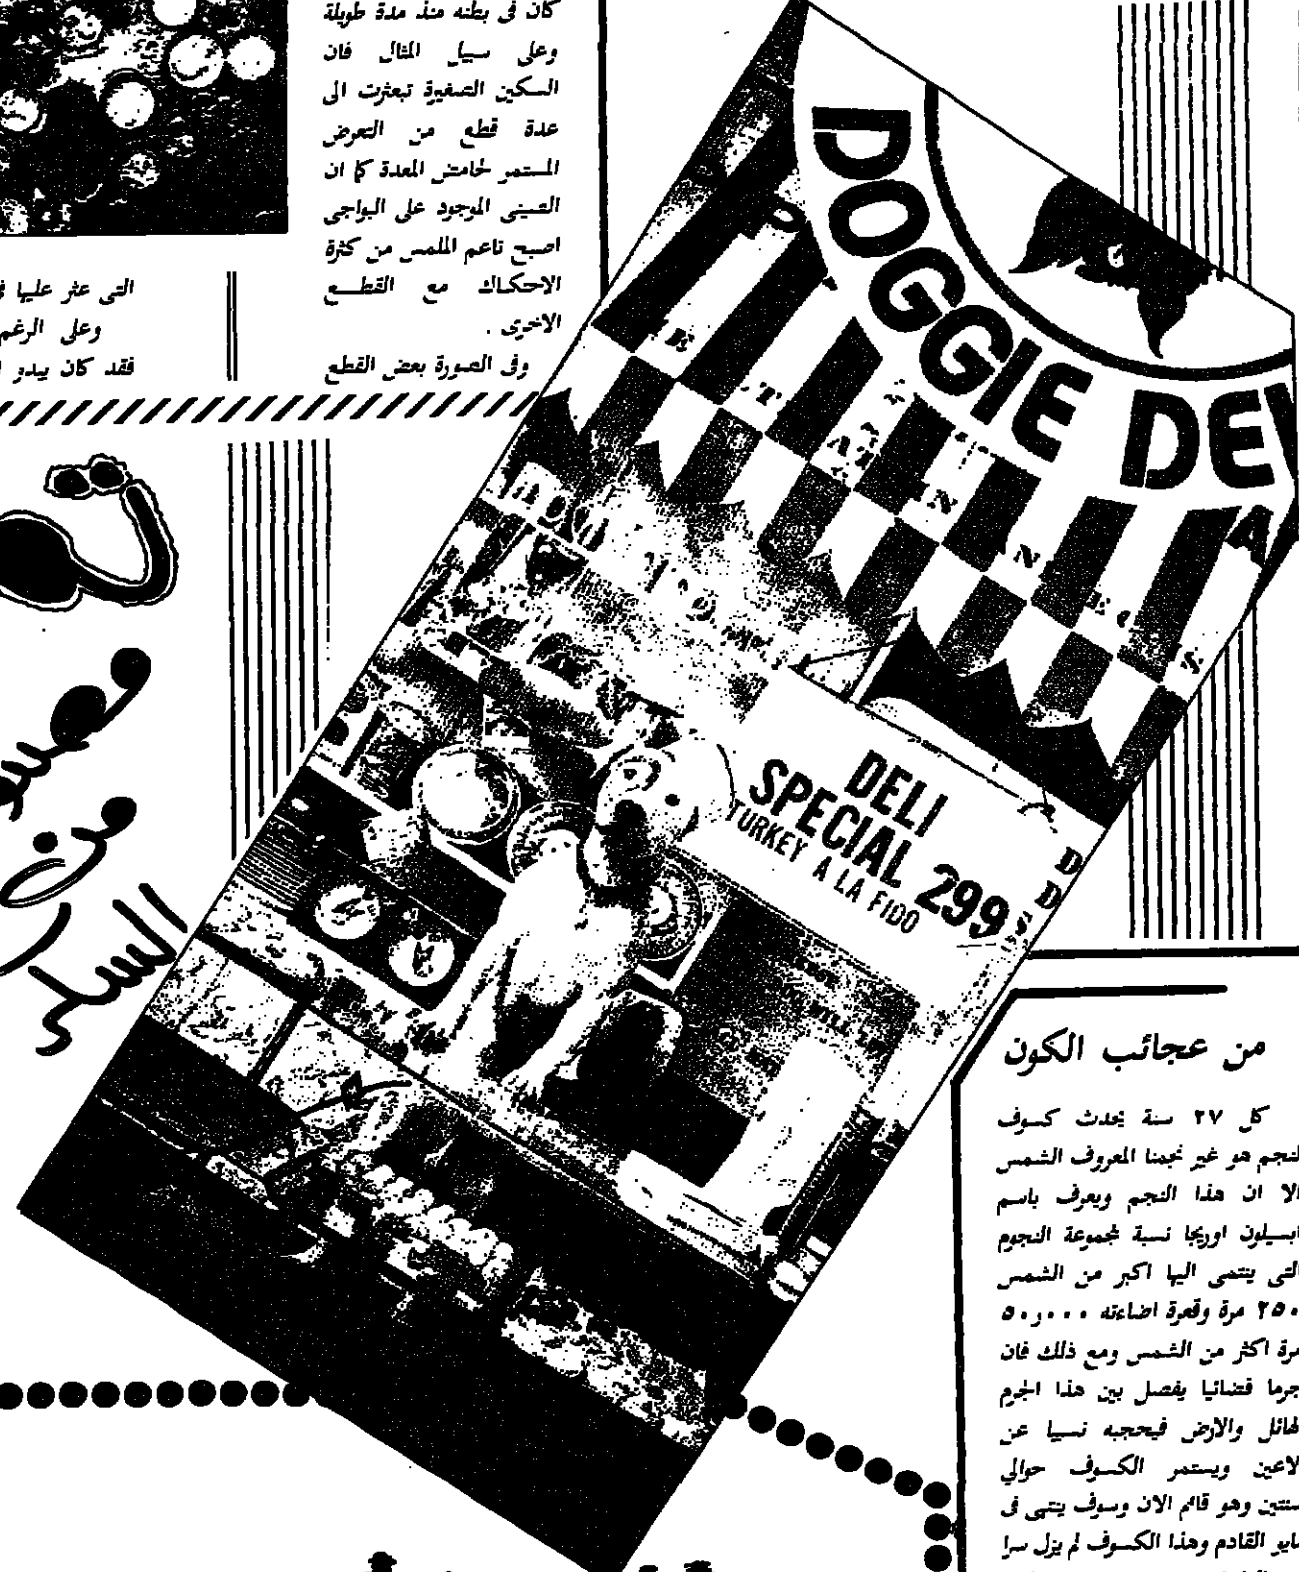 كان فى بطنه منذ مدة طويلة
وعلى سبيل المثال فان
السكين الصغيرة تبعثرت الى
عدة قطع من التعرض
المستمر لحامض المعدة كما ان
الصينى الموجود على البواجى
اصبح ناعم الملمس من كثرة
الاحتكاك مع القطع
الاخرى .
وفى الصورة بعض القطع
التى عثر عليها
وعلى الرغم
فقد كان يبدو
من
السلم
DOGGIE
DELI
SPECIAL 299
TURKEY A LA FIDO
من عجائب الكون
كل ٢٧ سنة يحدث كسوف
لنجم هو غير نجمنا المعروف الشمس
الا ان هذا النجم ويعرف باسم
ابسيلون اوريجا نسبة لمجموعة النجوم
التى ينتمى اليها اكبر من الشمس
٢٥٠ مرة وقوة اضاءته ٥٠٫٠٠٠
مرة اكثر من الشمس ومع ذلك فان
جرما فضائيا يفصل بين هذا الجرم
الهائل والارض فيحجبه نسبيا عن
الاعين ويستمر الكسوف حوالي
سنتين وهو قائم الان وسوف ينتهى فى
مايو القادم وهذا الكسوف لم يزل سرا